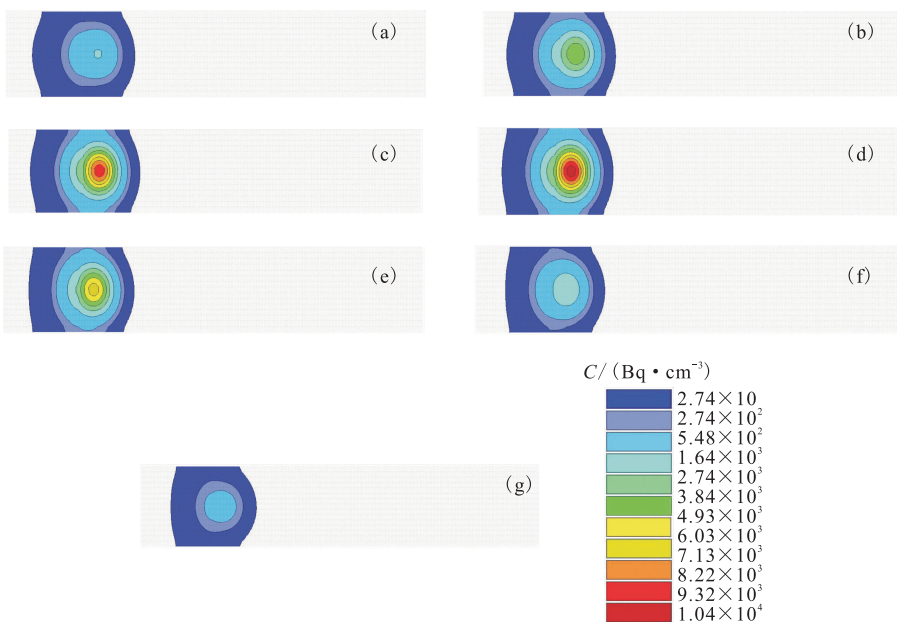 (a)
(b)
(c)
(d)
(e)
(f)
C/(Bq·cm⁻³)
2.74×10
2.74×10²
5.48×10²
1.64×10³
2.74×10³
3.84×10³
4.93×10³
6.03×10³
7.13×10³
8.22×10³
9.32×10³
1.04×10⁴
(g)